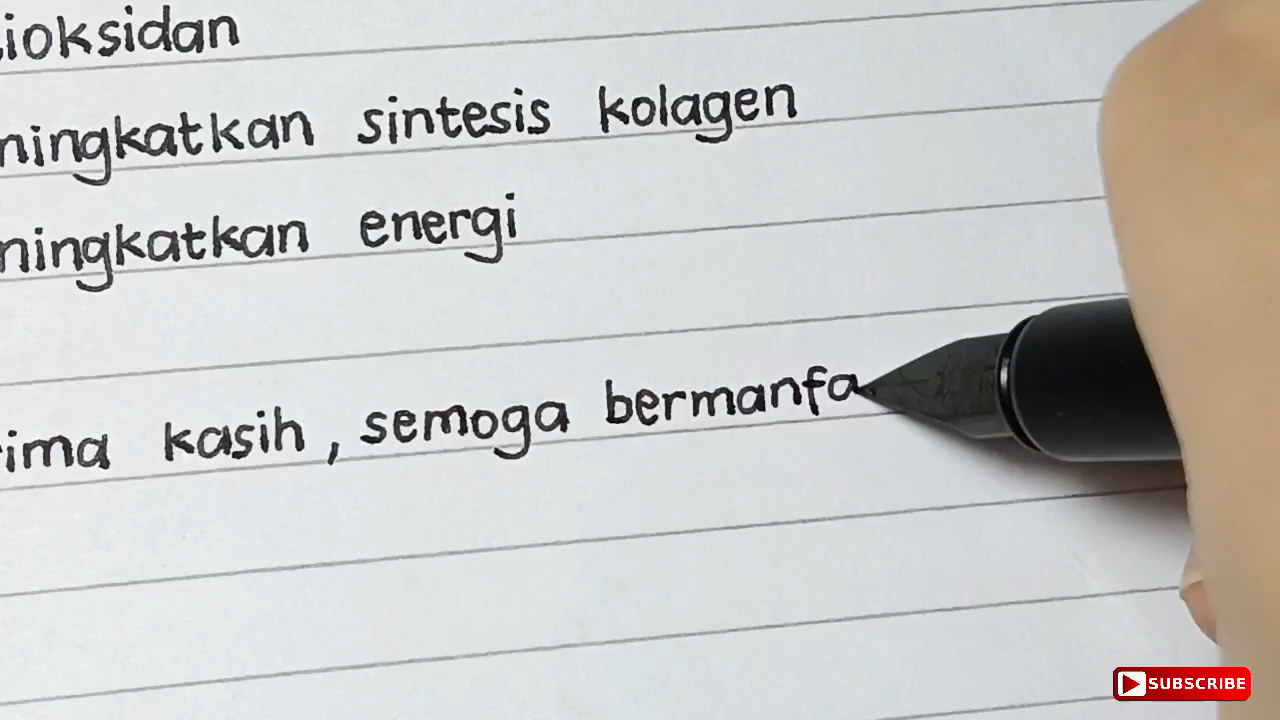 ioksidan
ningkatkan sintesis kolagen
ningkatkan energi
ima kasih, semoga bermanfa
SUBSCRIBE